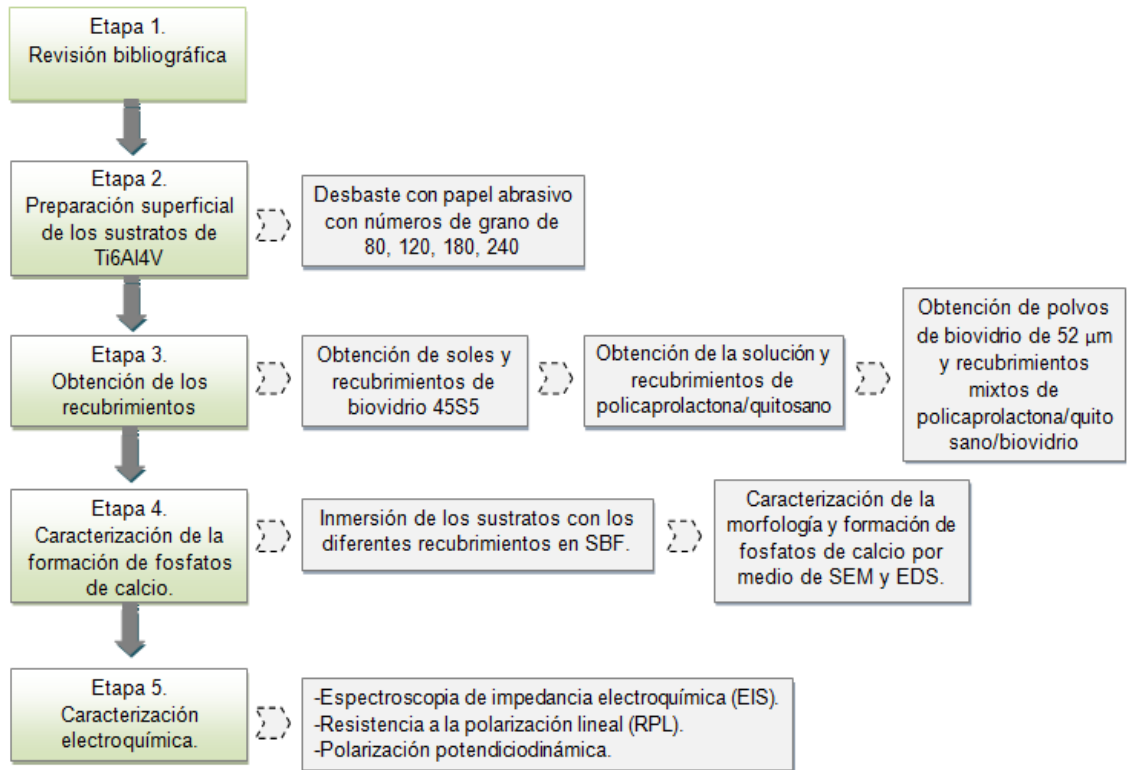 Etapa 1.
Revisión bibliográfica
Etapa 2.
Preparación superficial
de los sustratos de
Ti6Al4V
Desbaste con papel abrasivo
con números de grano de
80, 120, 180, 240
Etapa 3.
Obtención de los
recubrimientos
Obtención de soles y
recubrimientos de
biovidrio 45S5
Obtención de la solución y
recubrimientos de
policaprolactona/quitosano
Obtención de polvos
de biovidrio de 52 μm
y recubrimientos
mixtos de
policaprolactona/quito
sano/biovidrio
Etapa 4.
Caracterización de la
formación de fosfatos
de calcio.
Inmersión de los sustratos con los
diferentes recubrimientos en SBF.
Caracterización de la
morfología y formación de
fosfatos de calcio por
medio de SEM y EDS.
Etapa 5.
Caracterización
electroquímica.
-Espectroscopia de impedancia electroquímica (EIS).
-Resistencia a la polarización lineal (RPL).
-Polarización potendiciodinámica.